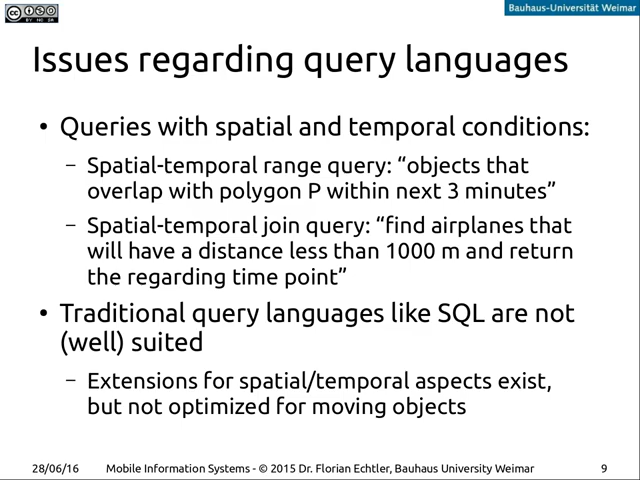 Bauhaus-Universität Weimar
Issues regarding query languages
• Queries with spatial and temporal conditions:
– Spatial-temporal range query: “objects that
overlap with polygon P within next 3 minutes”
– Spatial-temporal join query: “find airplanes that
will have a distance less than 1000 m and return
the regarding time point”
• Traditional query languages like SQL are not
(well) suited
– Extensions for spatial/temporal aspects exist,
but not optimized for moving objects
28/06/16 Mobile Information Systems - © 2015 Dr. Florian Echtler, Bauhaus University Weimar 9